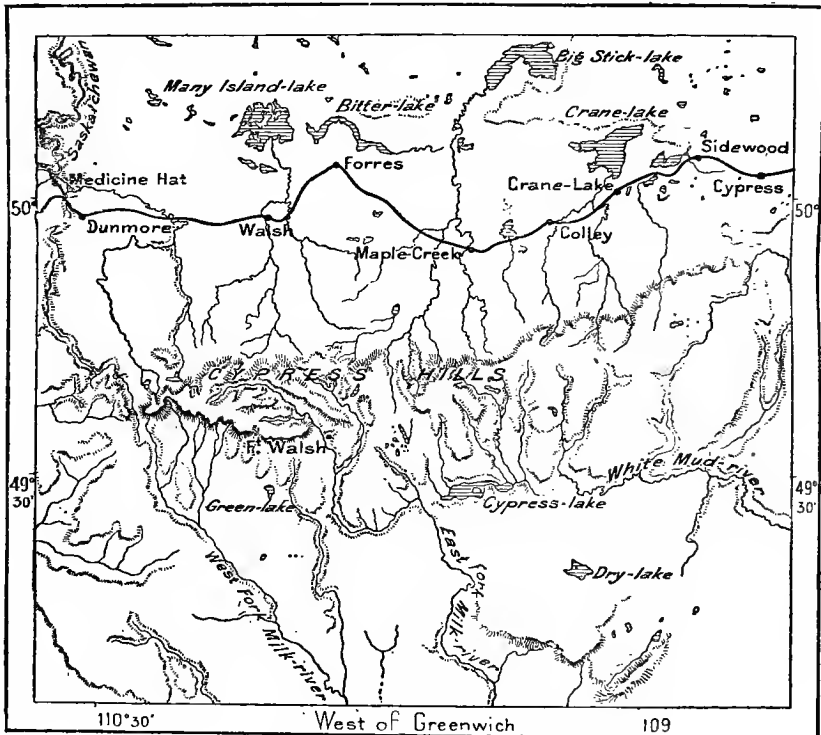 Big Stick-lake
Many Island-lake
Bitter-lake
Crane-lake
Saskatchewan
Sidewood
Forres
Medicine Hat
Crane-Lake
Cypress
50°
50°
Dunmore
Walsh
Colley
Maple-Creek
CYPRESS HILLS
Ft. Walsh
White Mud-river
49°
30'
49°
30'
Green-lake
Cypress-lake
East Fork
Milk-river
West Fork Milk-river
Dry-lake
110°30'
West of Greenwich
109